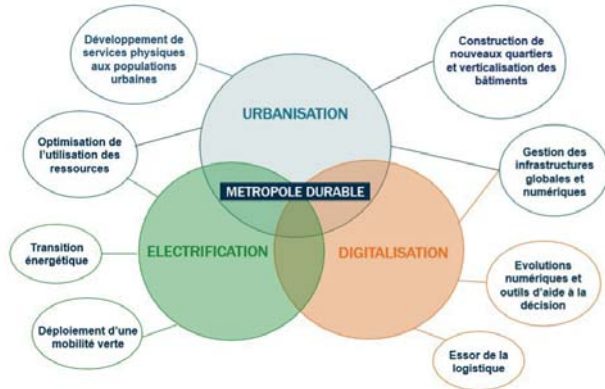 Développement de
services physiques
aux populations
urbaines
Construction de
nouveaux quartiers
et verticalisation des
bâtiments
URBANISATION
Optimisation de
l'utilisation des
ressources
Gestion des
infrastructures
globales et
numériques
METROPOLE DURABLE
Transition
énergétique
ELECTRIFICATION
DIGITALISATION
Evolutions
numériques et
outils d'aide à la
décision
Déploiement d'une
mobilité verte
Essor de la
logistique